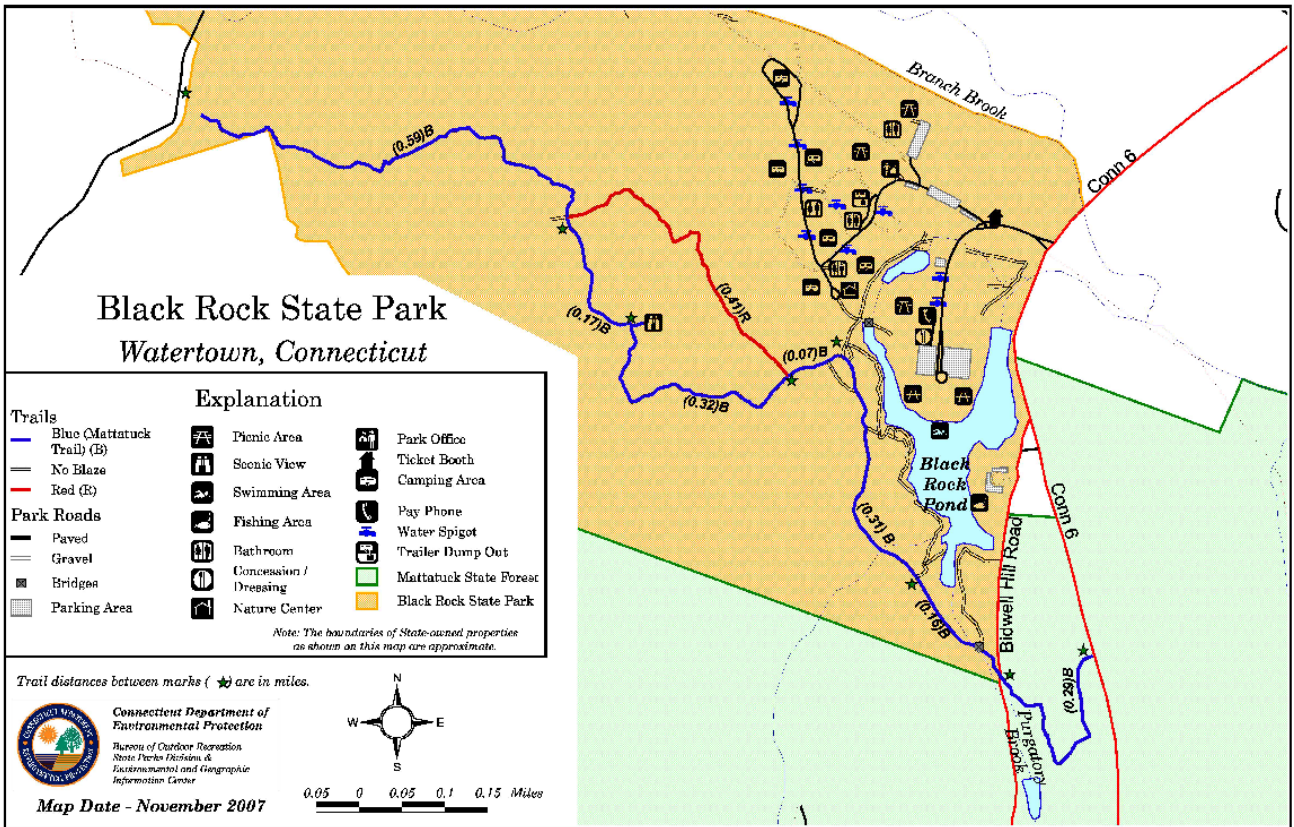 Branch Brook
Conn 6
(0.59)B
(0.41)R
(0.17)B
(0.07)B
(0.32)B
Black Rock State Park
Watertown, Connecticut
Black
Rock
Pond
(0.31) B
(0.16)B
Bidwell Hill Road
Conn 6
(0.29)B
Purgatory
Brook
Explanation
Trails
Blue (Mattatuck
Trail) (B)
No Blaze
Red (R)
Park Roads
Paved
Gravel
Bridges
Parking Area
Picnic Area
Scenic View
Swimming Area
Fishing Area
Bathroom
Concession /
Dressing
Nature Center
Park Office
Ticket Booth
Camping Area
Pay Phone
Water Spigot
Trailer Dump Out
Mattatuck State Forest
Black Rock State Park
Note: The boundaries of State-owned properties
as shown on this map are approximate.
Trail distances between marks ( ) are in miles.
Connecticut Department of
Environmental Protection
Bureau of Outdoor Recreation
State Parks Division &
Environmental and Geographic
Information Center
Map Date - November 2007
N
W E
S
0.05 0 0.05 0.1 0.15 Miles